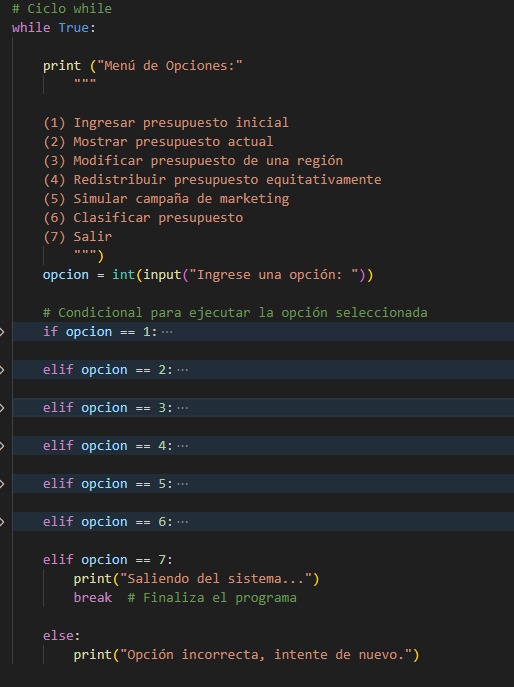 # Ciclo while
while True:
print ("Menú de Opciones:"
"""
(1) Ingresar presupuesto inicial
(2) Mostrar presupuesto actual
(3) Modificar presupuesto de una región
(4) Redistribuir presupuesto equitativamente
(5) Simular campaña de marketing
(6) Clasificar presupuesto
(7) Salir
""")
opcion = int(input("Ingrese una opción: "))
# Condicional para ejecutar la opción seleccionada
if opcion == 1:···
elif opcion == 2:···
elif opcion == 3:···
elif opcion == 4:···
elif opcion == 5:···
elif opcion == 6:···
elif opcion == 7:
print("Saliendo del sistema...")
break  # Finaliza el programa
else:
print("Opción incorrecta, intente de nuevo.")